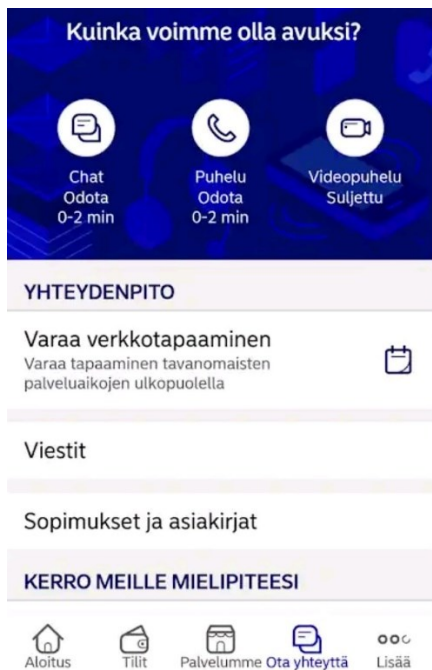 Kuinka voimme olla avuksi?
Chat
Odota
0-2 min
Puhelu
Odota
0-2 min
Videopuhelu
Suljettu
YHTEYDENPITO
Varaa verkkotapaaminen
Varaa tapaaminen tavanomaisten
palveluaikojen ulkopuolella
Viestit
Sopimukset ja asiakirjat
KERRO MEILLE MIELIPITEESI
Aloitus
Tilit
Palvelumme
Ota yhteyttä
Lisää